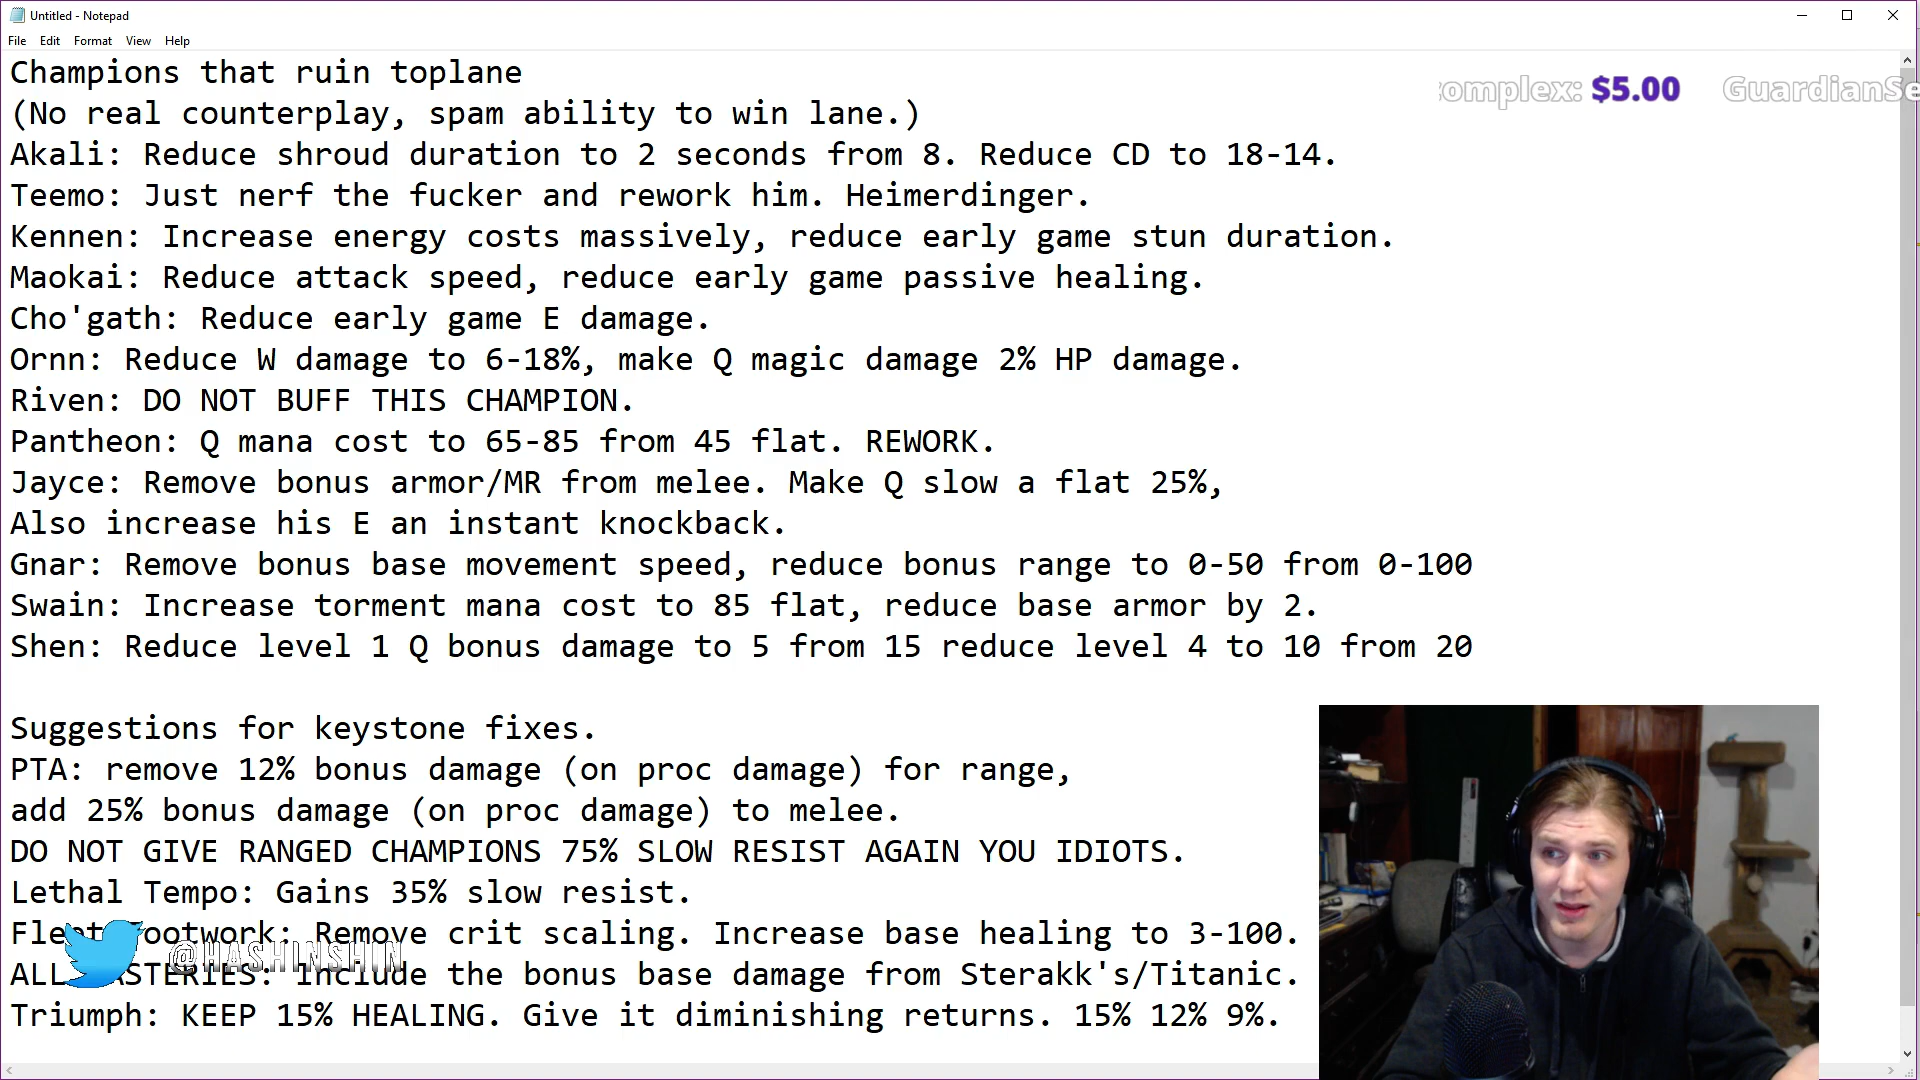 Untitled - Notepad
File Edit Format View Help
Champions that ruin toplane
(No real counterplay, spam ability to win lane.)
omplex: $5.00 GuardianSe
Akali: Reduce shroud duration to 2 seconds from 8. Reduce CD to 18-14.
Teemo: Just nerf the fucker and rework him. Heimerdinger.
Kennen: Increase energy costs massively, reduce early game stun duration.
Maokai: Reduce attack speed, reduce early game passive healing.
Cho'gath: Reduce early game E damage.
Ornn: Reduce W damage to 6-18%, make Q magic damage 2% HP damage.
Riven: DO NOT BUFF THIS CHAMPION.
Pantheon: Q mana cost to 65-85 from 45 flat. REWORK.
Jayce: Remove bonus armor/MR from melee. Make Q slow a flat 25%,
Also increase his E an instant knockback.
Gnar: Remove bonus base movement speed, reduce bonus range to 0-50 from 0-100
Swain: Increase torment mana cost to 85 flat, reduce base armor by 2.
Shen: Reduce level 1 Q bonus damage to 5 from 15 reduce level 4 to 10 from 20
Suggestions for keystone fixes.
PTA: remove 12% bonus damage (on proc damage) for range,
add 25% bonus damage (on proc damage) to melee.
DO NOT GIVE RANGED CHAMPIONS 75% SLOW RESIST AGAIN YOU IDIOTS.
Lethal Tempo: Gains 35% slow resist.
Fleet Footwork: Remove crit scaling. Increase base healing to 3-100.
@HASHINSHIN
ALL MASTERIES: Include the bonus base damage from Sterakk's/Titanic.
Triumph: KEEP 15% HEALING. Give it diminishing returns. 15% 12% 9%.